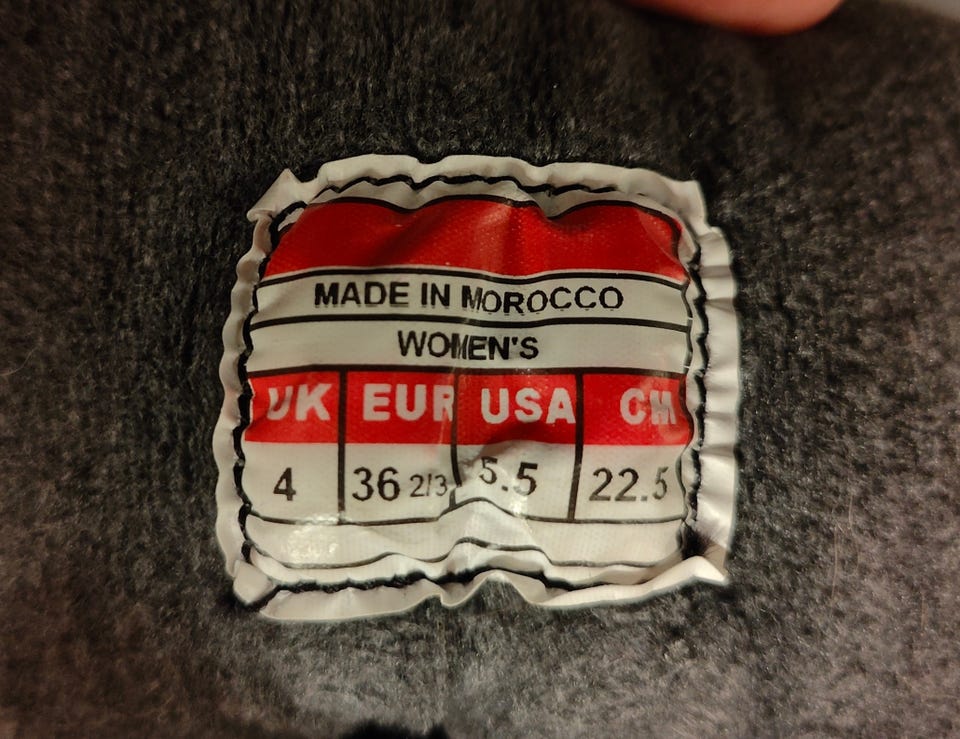 MADE IN MOROCCO
WOMEN'S
UK EUR USA CM
4 36 2/3 5.5 22.5